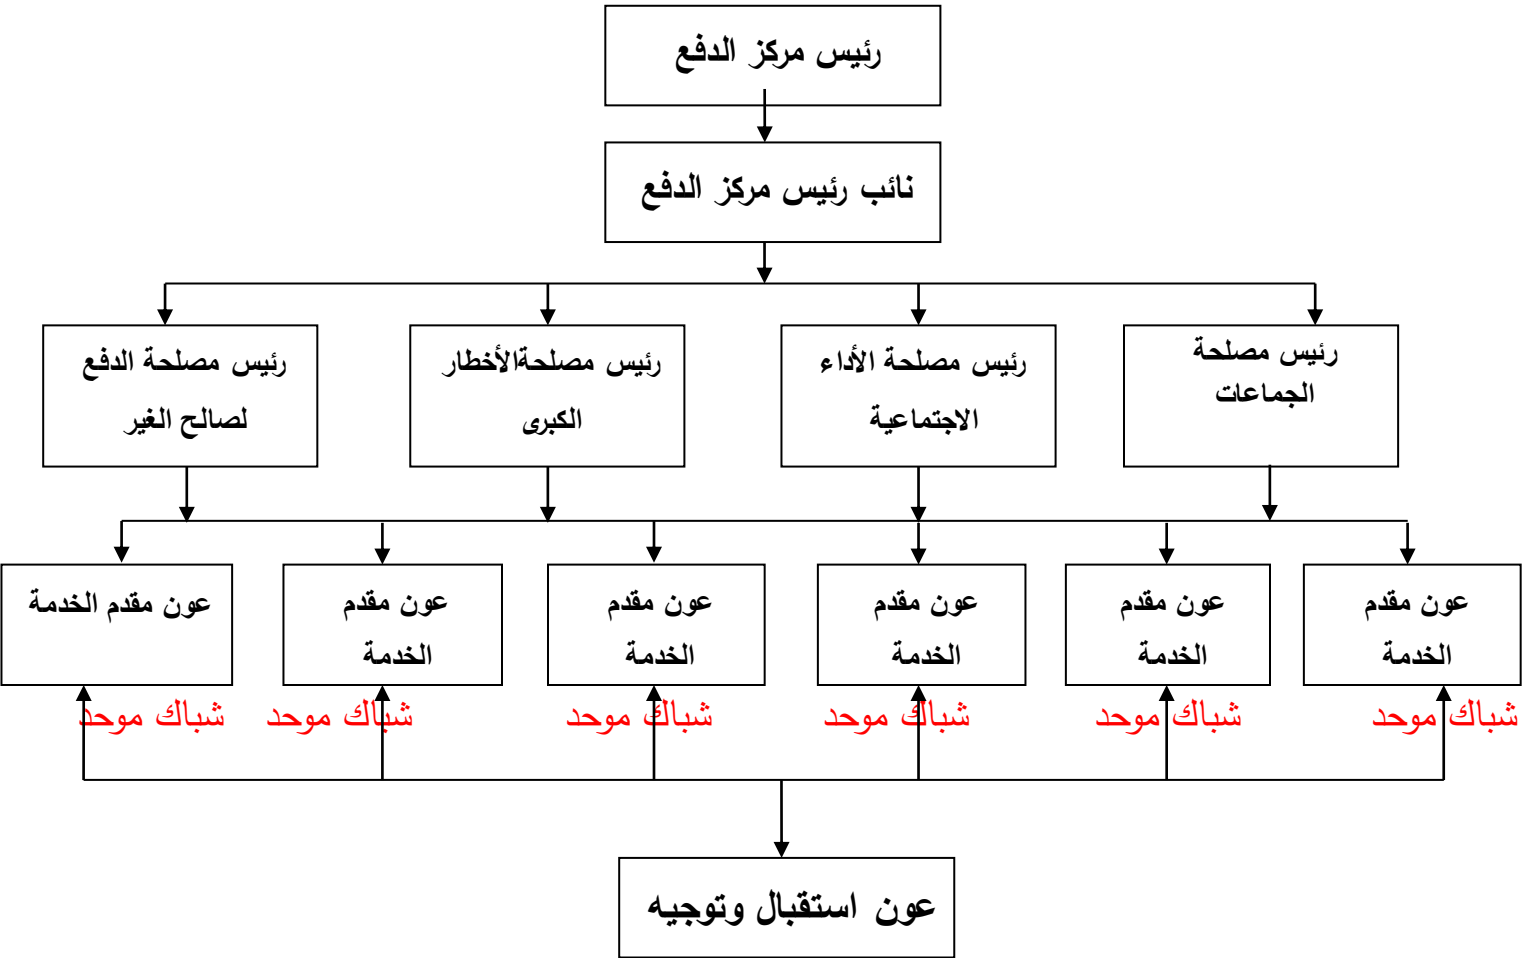 رئيس مركز الدفع
نائب رئيس مركز الدفع
رئيس مصلحة
الجماعات
رئيس مصلحة الأداء
الاجتماعية
رئيس مصلحةالأخطار
الكبرى
رئيس مصلحة الدفع
لصالح الغير
عون مقدم
الخدمة
عون مقدم
الخدمة
عون مقدم
الخدمة
عون مقدم
الخدمة
عون مقدم
الخدمة
عون مقدم الخدمة
شباك موحد
شباك موحد
شباك موحد
شباك موحد
شباك موحد
شباك موحد
عون استقبال وتوجيه